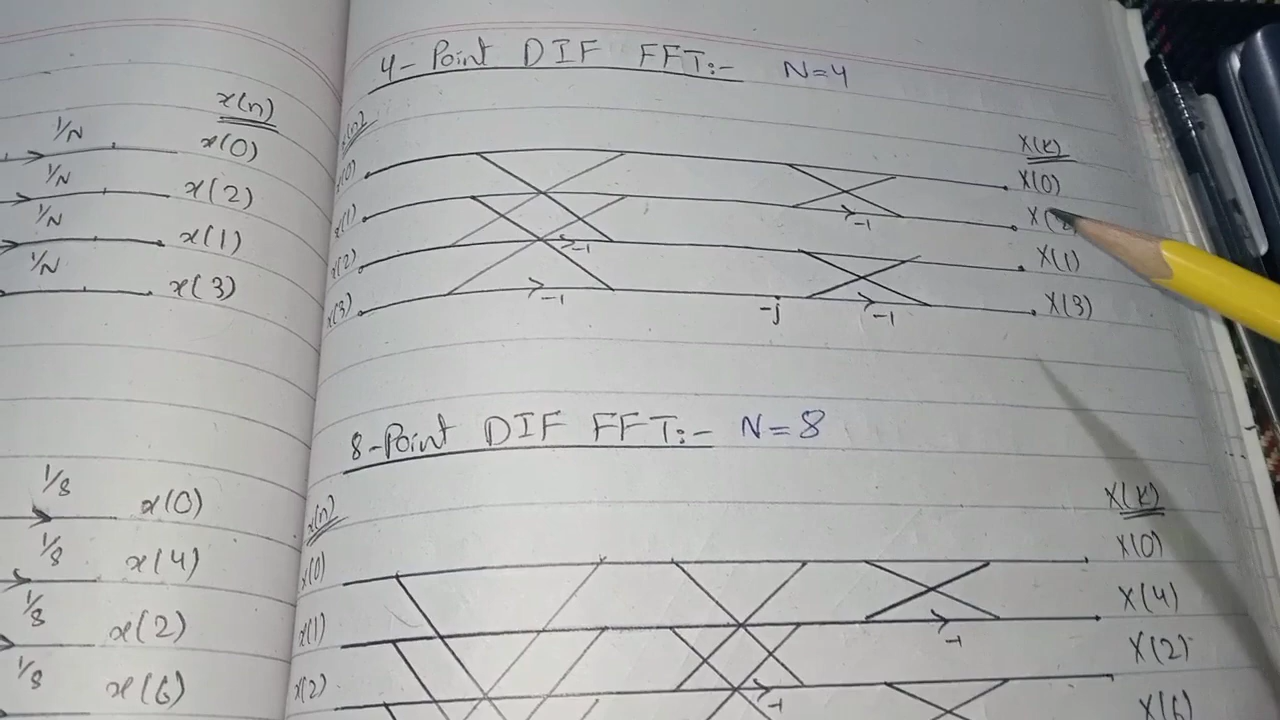 x(n)
1/N
x(0)
1/N
x(2)
1/N
x(1)
1/N
x(3)
1/8
x(0)
1/8
x(4)
1/8
x(2)
1/8
x(6)
4-Point DIF FFT:- N=4
x(n)
X(k)
x(0)
X(0)
x(1)
-1
X(2)
x(2)
-1
X(1)
x(3)
-1
-j
-1
X(3)
8-Point DIF FFT:- N=8
x(n)
X(k)
x(0)
X(0)
x(1)
-1
X(4)
x(2)
-1
X(2)
X(6)